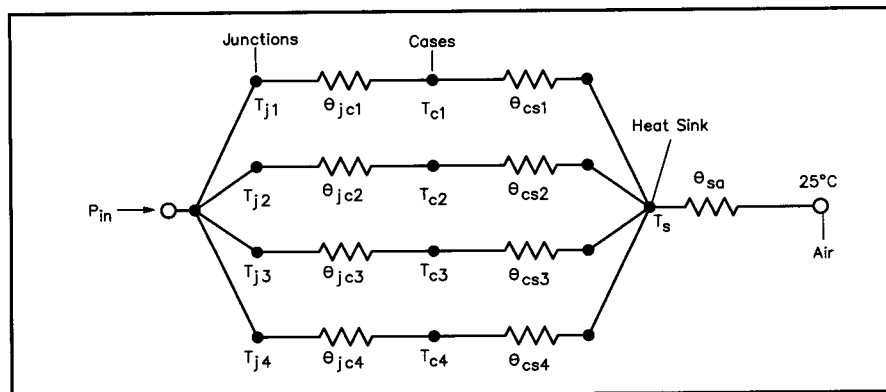 Junctions Cases
T_j1 θ_jc1 T_c1 θ_cs1
Heat Sink
T_j2 θ_jc2 T_c2 θ_cs2 θ_sa 25°C
P_in T_s
Air
T_j3 θ_jc3 T_c3 θ_cs3
T_j4 θ_jc4 T_c4 θ_cs4